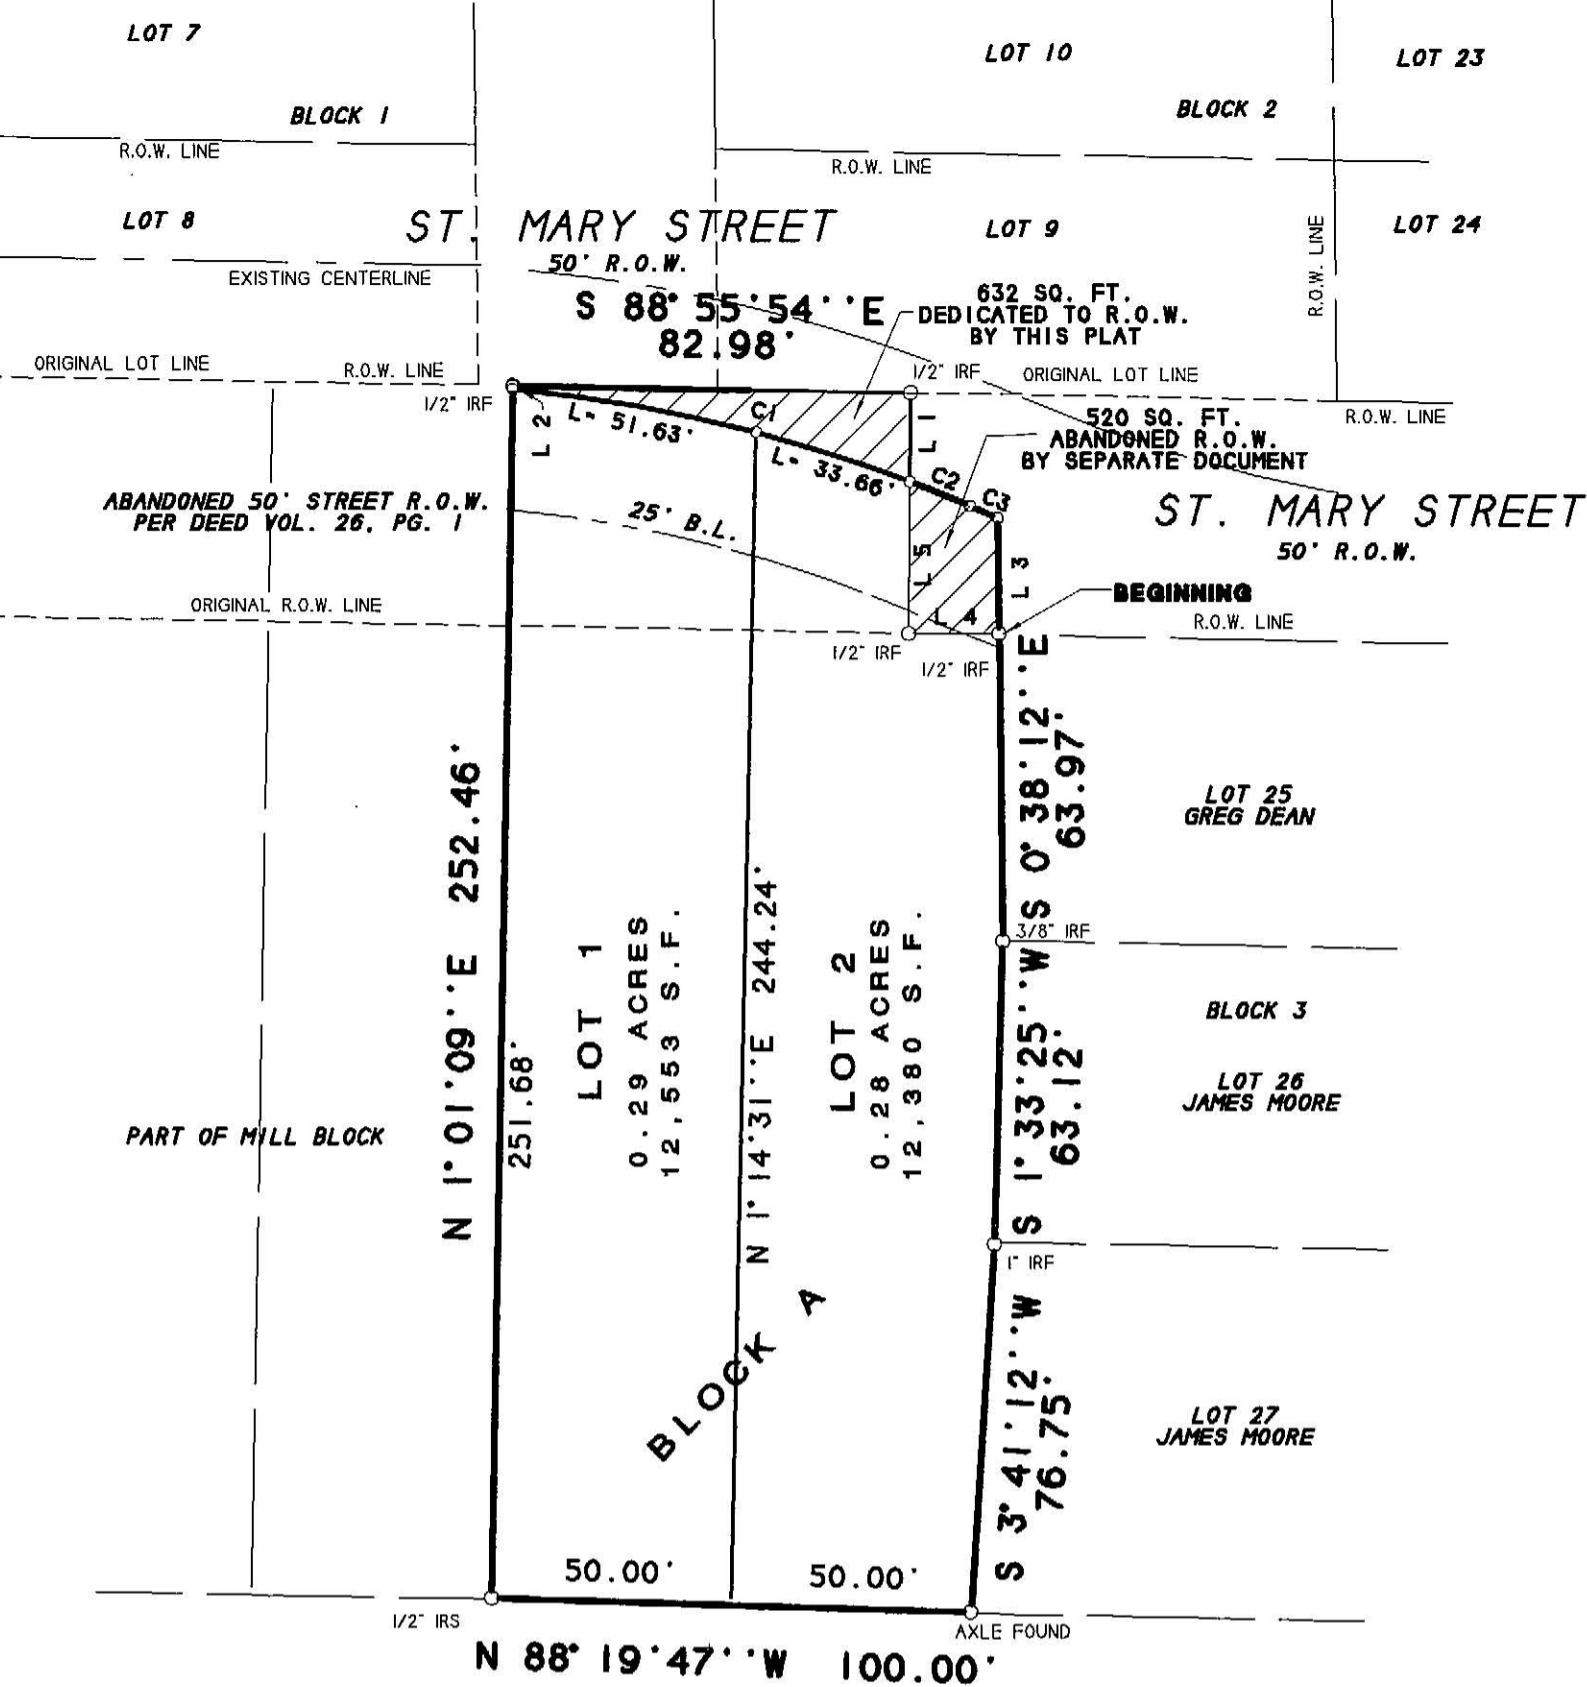 LOT 7
LOT 10
LOT 23
BLOCK 1
BLOCK 2
R.O.W. LINE
R.O.W. LINE
LOT 8
ST. MARY STREET
LOT 9
LOT 24
R.O.W. LINE
R.O.W. LINE
50' R.O.W.
EXISTING CENTERLINE
S 88° 55'54''E
82.98'
632 SQ. FT.
DEDICATED TO R.O.W.
BY THIS PLAT
ORIGINAL LOT LINE
R.O.W. LINE
1/2" IRF
ORIGINAL LOT LINE
1/2" IRF
L 2
L= 51.63'
C1
L 1
520 SQ. FT.
ABANDONED R.O.W.
BY SEPARATE DOCUMENT
R.O.W. LINE
L= 33.66'
C2
C3
ABANDONED 50' STREET R.O.W.
PER DEED VOL. 26, PG. 1
25' B.L.
ST. MARY STREET
50' R.O.W.
L 5
L 3
BEGINNING
ORIGINAL R.O.W. LINE
L 4
R.O.W. LINE
1/2" IRF
1/2" IRF
S 0°38'12''E
63.97'
LOT 25
GREG DEAN
N 1°01'09''E 252.46'
251.68'
LOT 1
0.29 ACRES
12,553 S.F.
N 1°14'31''E 244.24'
LOT 2
0.28 ACRES
12,380 S.F.
3/8" IRF
S 1°33'25''W
63.12'
BLOCK 3
LOT 26
JAMES MOORE
PART OF MILL BLOCK
1" IRF
BLOCK A
S 3°41'12''W
76.75'
LOT 27
JAMES MOORE
50.00'
50.00'
1/2" IRS
AXLE FOUND
N 88°19'47''W 100.00'